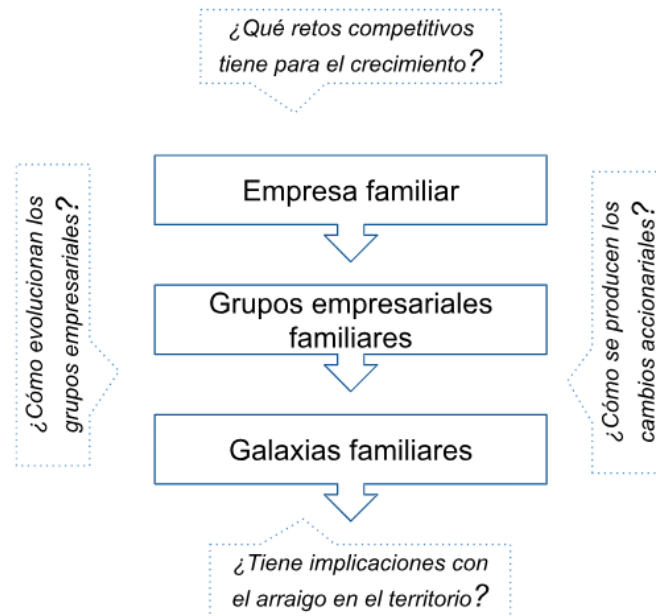 ¿Qué retos competitivos
tiene para el crecimiento?
Empresa familiar
¿Cómo evolucionan los
grupos empresariales?
Grupos empresariales
familiares
¿Cómo se producen los
cambios accionariales?
Galaxias familiares
¿Tiene implicaciones con
el arraigo en el territorio?